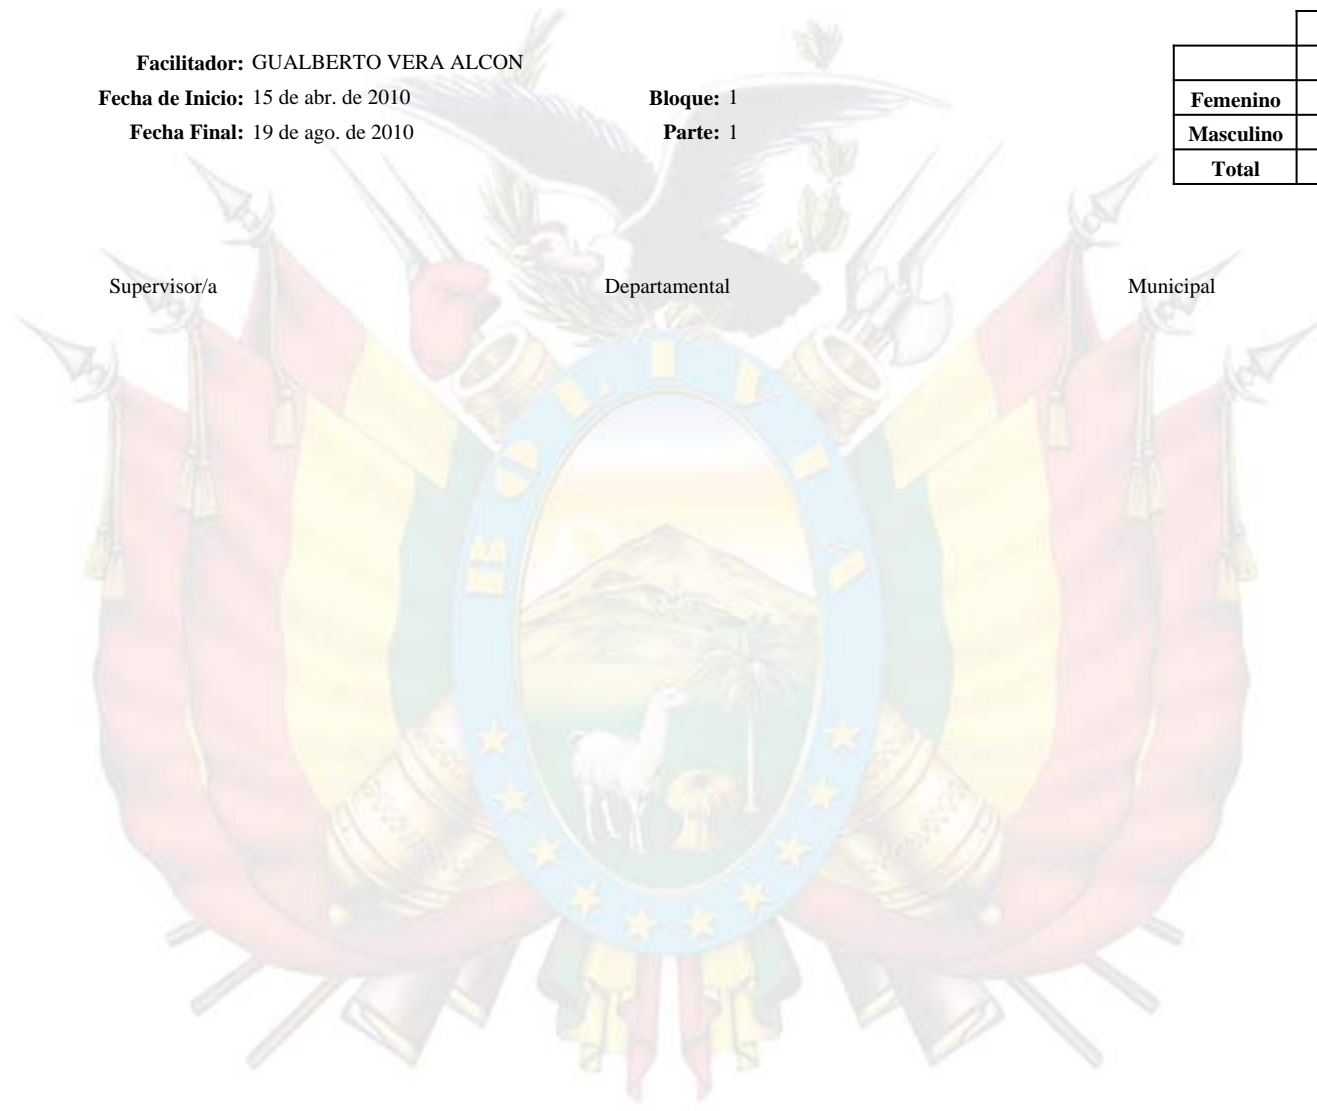 Facilitador: GUALBERTO VERA ALCON
Fecha de Inicio: 15 de abr. de 2010 Bloque: 1
Femenino
Fecha Final: 19 de ago. de 2010 Parte: 1
Masculino
Total
Supervisor/a Departamental Municipal
BOLIVIA